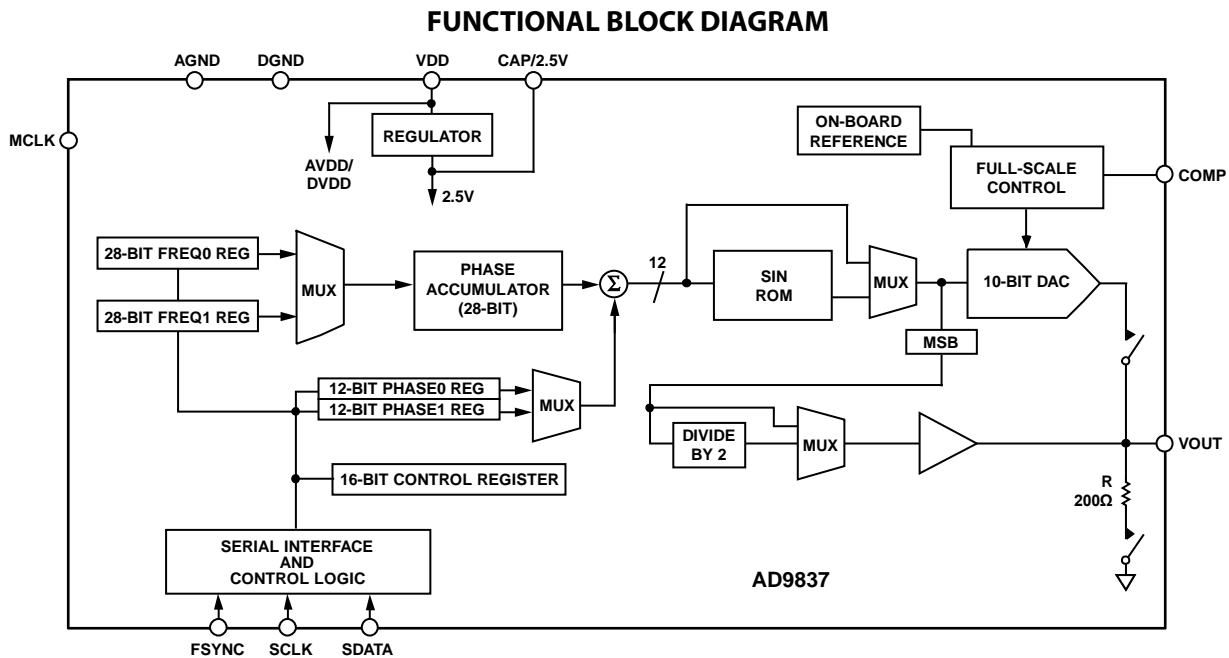 FUNCTIONAL BLOCK DIAGRAM
AGND
DGND
VDD
CAP/2.5V
MCLK
REGULATOR
AVDD/
DVDD
2.5V
ON-BOARD
REFERENCE
FULL-SCALE
CONTROL
COMP
28-BIT FREQ0 REG
28-BIT FREQ1 REG
MUX
PHASE
ACCUMULATOR
(28-BIT)
Σ
12
SIN
ROM
MUX
10-BIT DAC
MSB
12-BIT PHASE0 REG
12-BIT PHASE1 REG
MUX
DIVIDE
BY 2
MUX
VOUT
16-BIT CONTROL REGISTER
R
200Ω
SERIAL INTERFACE
AND
CONTROL LOGIC
AD9837
FSYNC
SCLK
SDATA